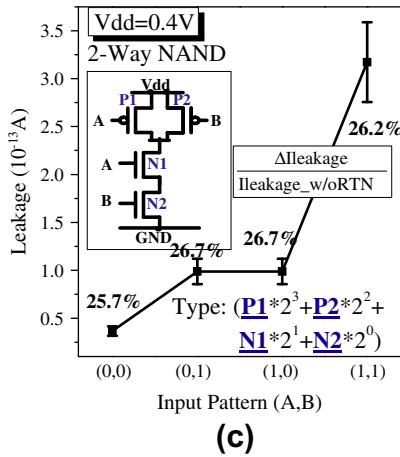 Vdd=0.4V
2-Way NAND
Vdd
P1 P2
A B
A N1
B N2
GND
ΔIleakage
Ileakage_w/oRTN
25.7%
26.7%
26.7%
26.2%
Type: (P1*2³+P2*2²+
N1*2¹+N2*2⁰)
Leakage (10⁻¹³A)
3.5
3.0
2.5
2.0
1.5
1.0
0.5
(0,0) (0,1) (1,0) (1,1)
Input Pattern (A,B)
(c)